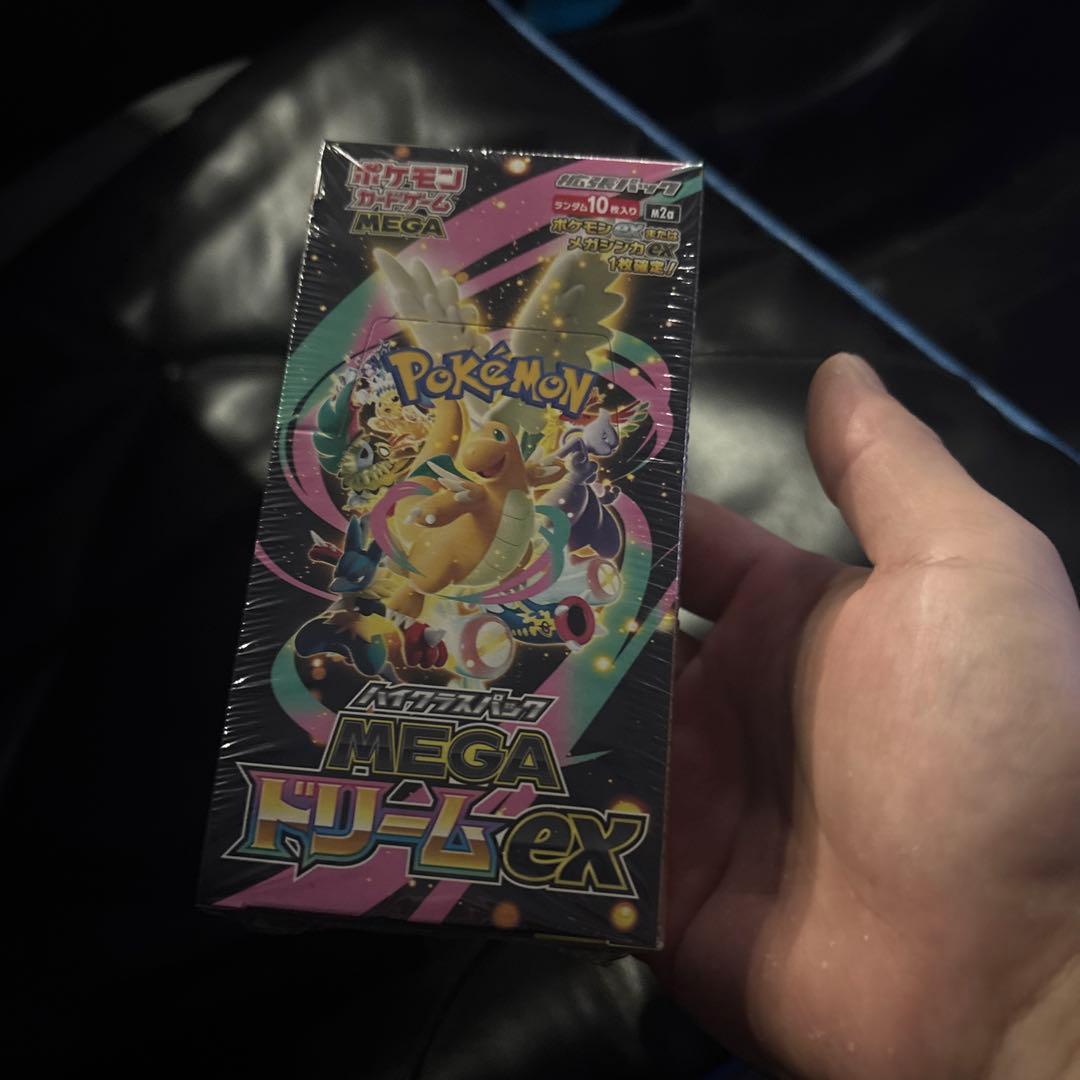 ポケモン
カードゲーム
MEGA
拡張パック
ランダム10枚入り M2a
ポケモンexまたは
メガシンカex
1枚確定!
POKéMON
ハイクラスパック
MEGA
ドリームex